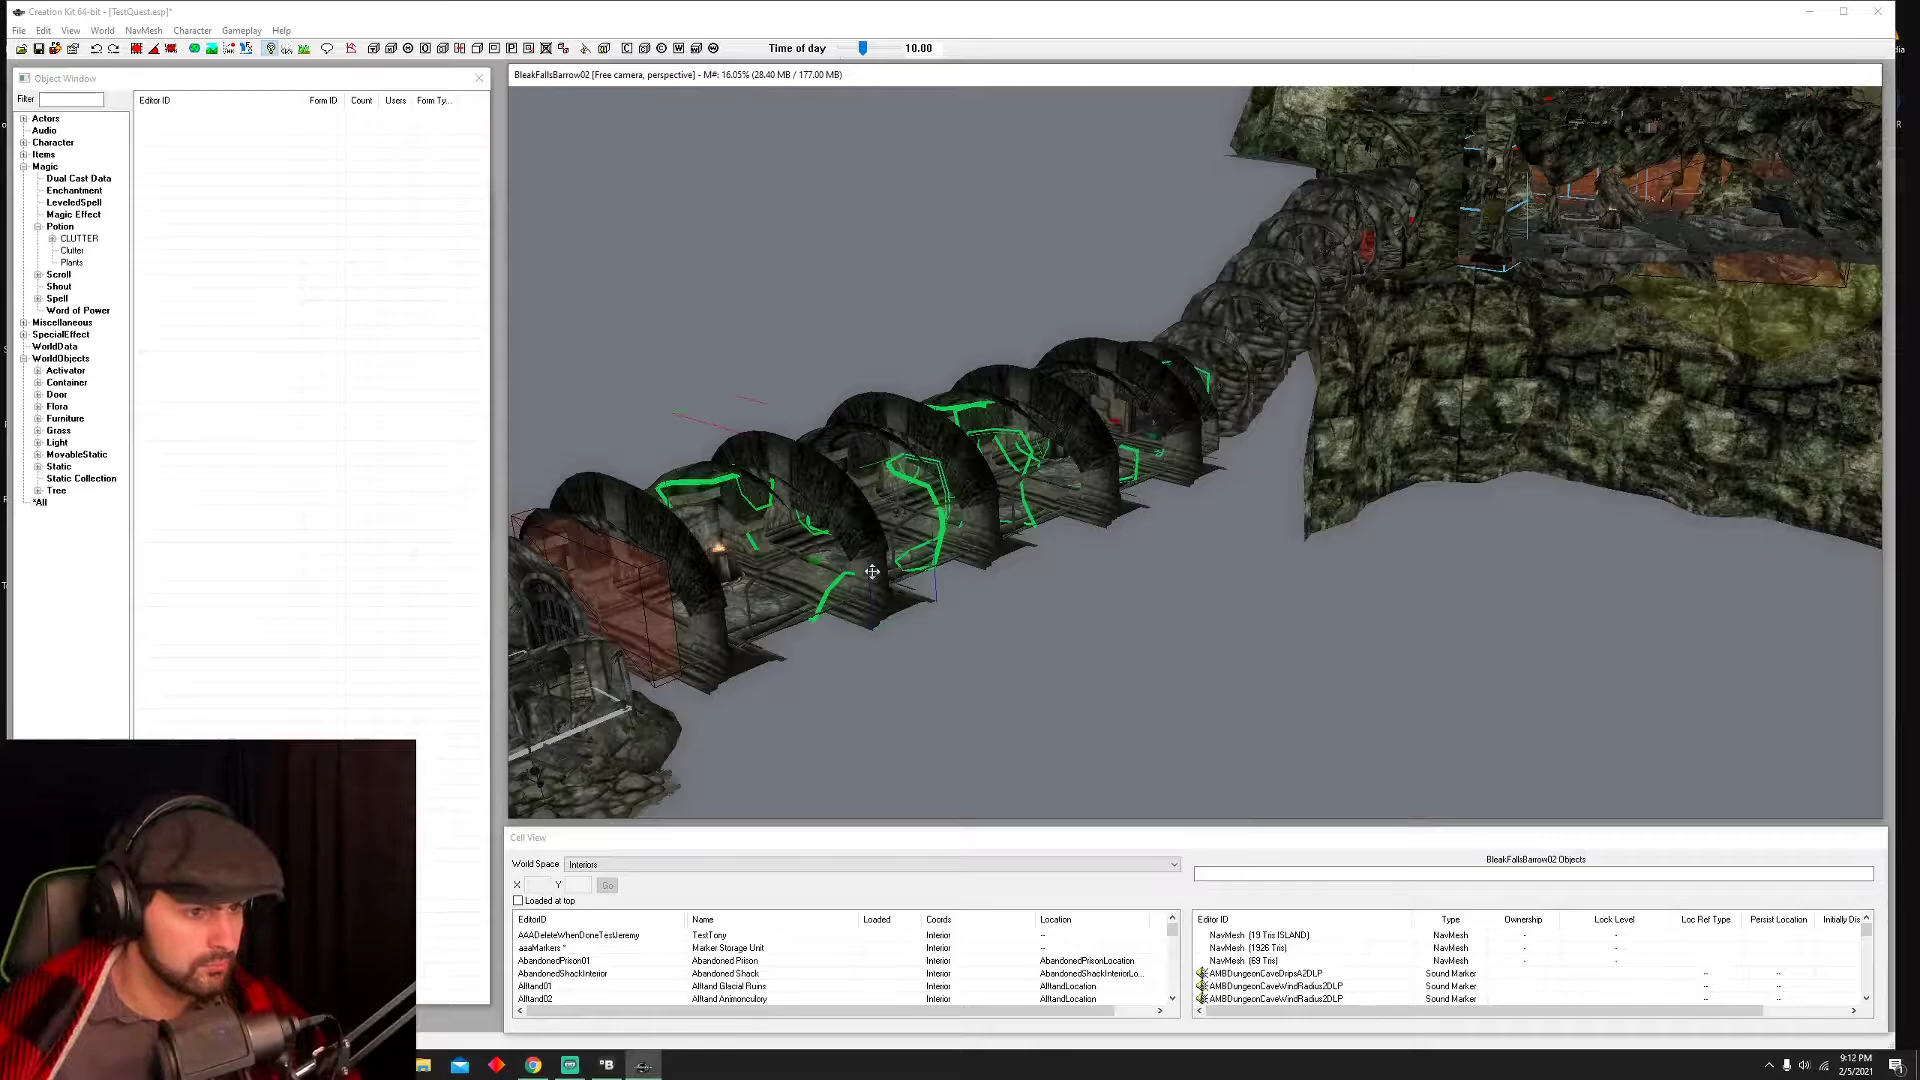 Creation Kit 64-bit - [TestQuest.esp]*
File Edit View World NavMesh Character Gameplay Help
Time of day 10.00
Object Window
Filter
Editor ID Form ID Count Users Form Ty...
Actors
Audio
Character
Items
Magic
Dual Cast Data
Enchantment
LeveledSpell
Magic Effect
Potion
CLUTTER
Clutter
Plants
Scroll
Shout
Spell
Word of Power
Miscellaneous
SpecialEffect
WorldData
WorldObjects
Activator
Container
Door
Flora
Furniture
Grass
Light
MovableStatic
Static
Static Collection
Tree
*All
BleakFallsBarrow02 [Free camera, perspective] - M#: 16.05% (28.40 MB / 177.00 MB)
Cell View
World Space Interiors
X Y Go
Loaded at top
EditorID Name Loaded Coords Location
AAADeleteWhenDoneTestJeremy TestTony Interior --
aaaMarkers * Marker Storage Unit Interior --
AbandonedPrison01 Abandoned Prison Interior AbandonedPrisonLocation
AbandonedShackInterior Abandoned Shack Interior AbandonedShackInteriorLo...
Alftand01 Alftand Glacial Ruins Interior AlftandLocation
Alftand02 Alftand Animonculory Interior AlftandLocation
BleakFallsBarrow02 Objects
Editor ID Type Ownership Lock Level Loc Ref Type Persist Location Initially Dis
NavMesh (19 Tris ISLAND) NavMesh - -
NavMesh (1926 Tris) NavMesh - -
NavMesh (69 Tris) NavMesh - -
AMBDungeonCaveDripsA2DLP Sound Marker -- --
AMBDungeonCaveWindRadius2DLP Sound Marker -- --
AMBDungeonCaveWindRadius2DLP Sound Marker -- --
9:12 PM
2/5/2021